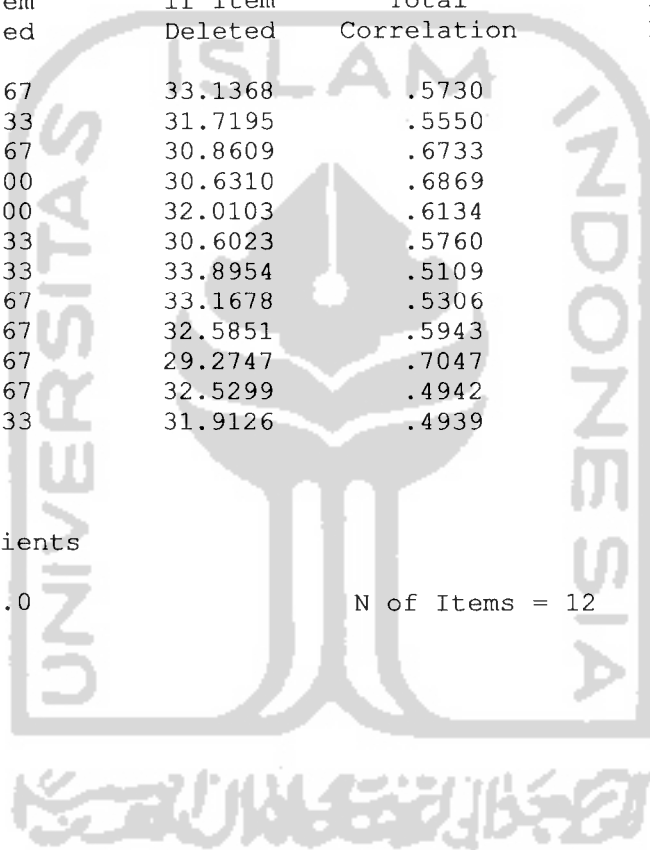 em if Item Total
ed Deleted Correlation
67 33.1368 .5730
33 31.7195 .5550
67 30.8609 .6733
00 30.6310 .6869
00 32.0103 .6134
33 30.6023 .5760
33 33.8954 .5109
67 33.1678 .5306
67 32.5851 .5943
67 29.2747 .7047
67 32.5299 .4942
33 31.9126 .4939
ients
.0 N of Items = 12
ISLAM
UNIVERSITAS
INDONESIA